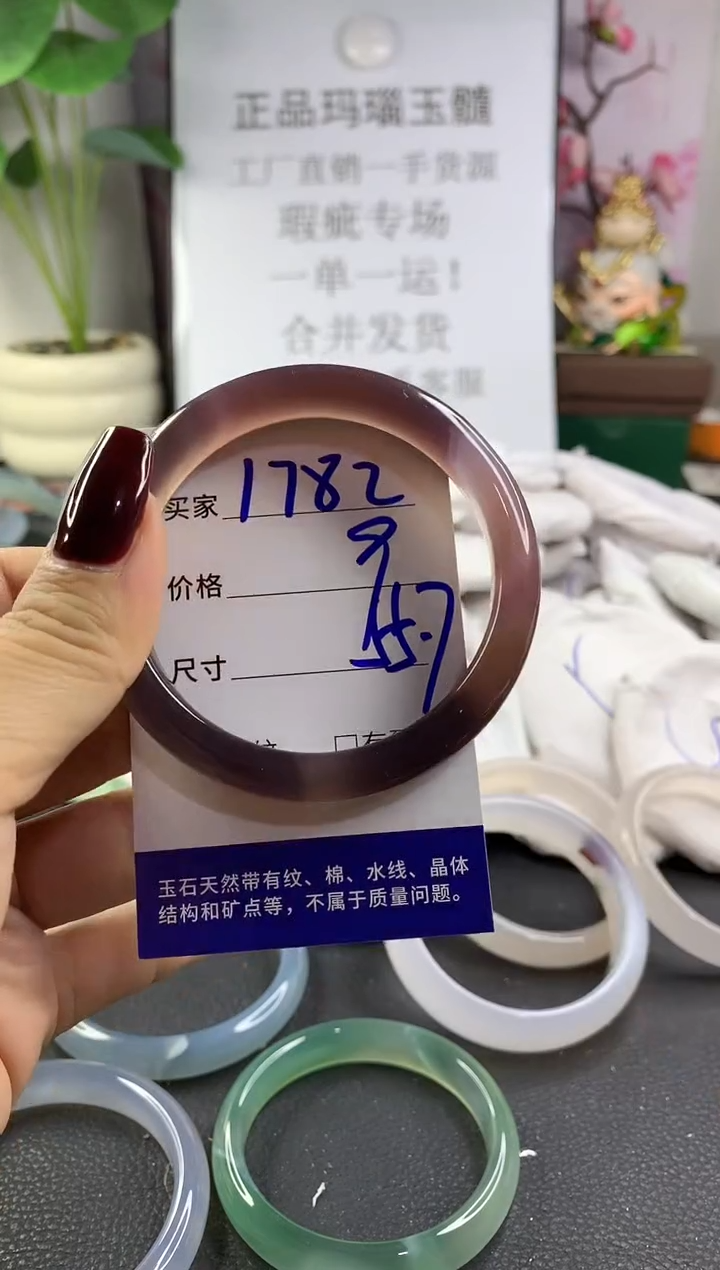 正品玛瑙玉髓
工厂直销一手货源
瑕疵专场
一单一运！
合并发货
客服
买家 1782
价格
尺寸
玉石天然带有纹、棉、水线、晶体
结构和矿点等，不属于质量问题。